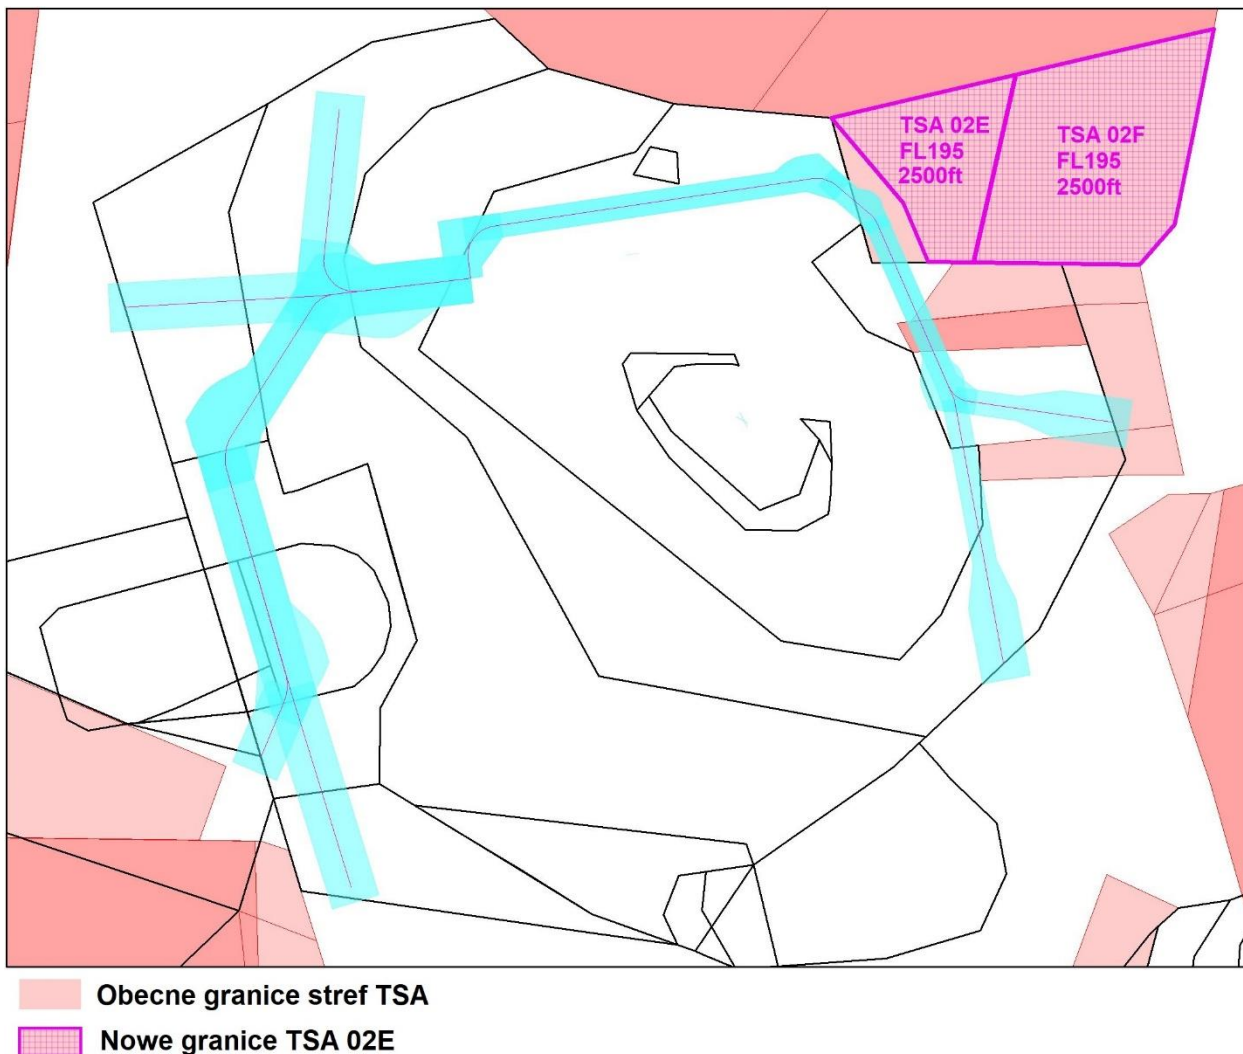 TSA 02E
FL195
2500ft
TSA 02F
FL195
2500ft
Obecne granice stref TSA
Nowe granice TSA 02E